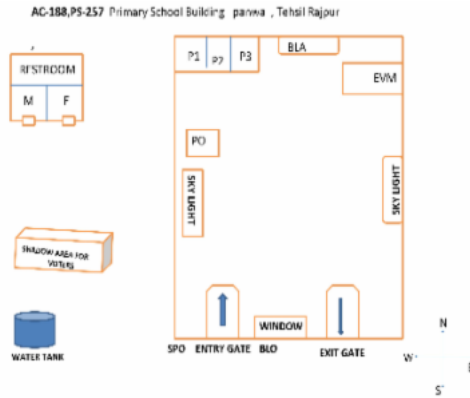 AC-188,PS-257 Primary School Building panwa , Tehsil Rajpur
RESTROOM
M F
P1 P2 P3
BLA
EVM
PO
SKY LIGHT
SKY LIGHT
SHADOW AREA FOR
VOTERS
WATER TANK
WINDOW
SPO ENTRY GATE BLO EXIT GATE
N
W
E
S